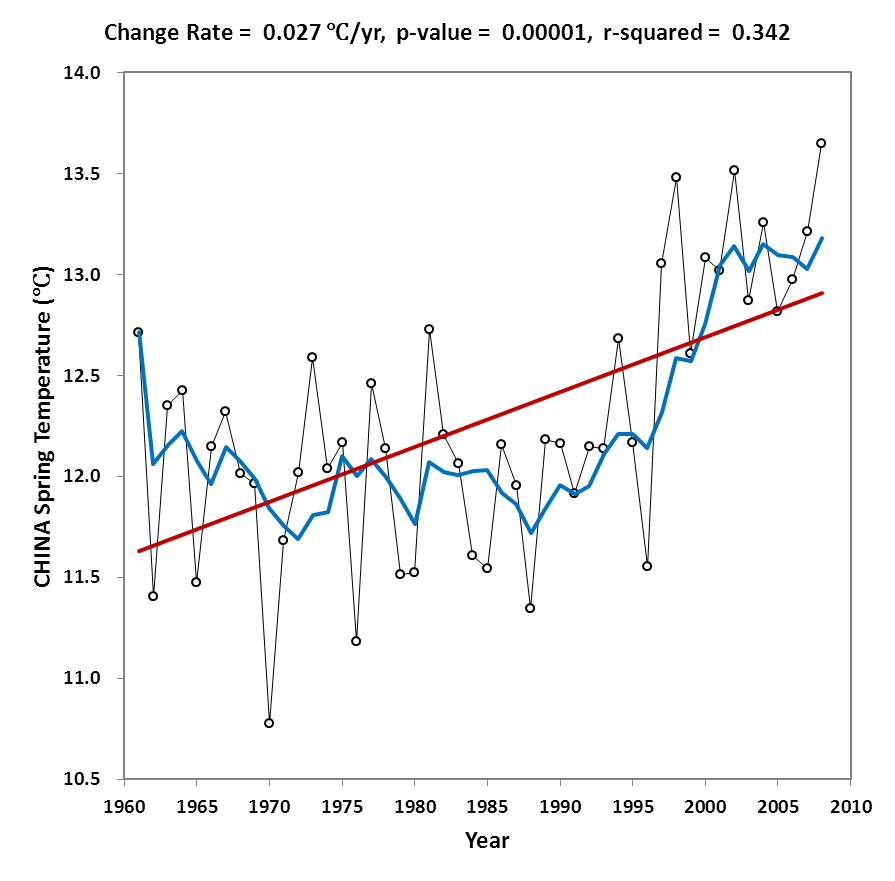 Change Rate = 0.027 ℃/yr, p-value = 0.00001, r-squared = 0.342
14.0
13.5
13.0
12.5
12.0
11.5
11.0
10.5
CHINA Spring Temperature (℃)
1960 1965 1970 1975 1980 1985 1990 1995 2000 2005 2010
Year